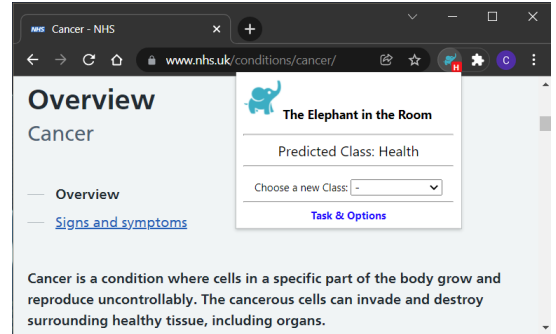 NHS Cancer - NHS
www.nhs.uk/conditions/cancer/
H
C
Overview
Cancer
The Elephant in the Room
Predicted Class: Health
Choose a new Class: -
Task & Options
— Overview
— Signs and symptoms
Cancer is a condition where cells in a specific part of the body grow and
reproduce uncontrollably. The cancerous cells can invade and destroy
surrounding healthy tissue, including organs.